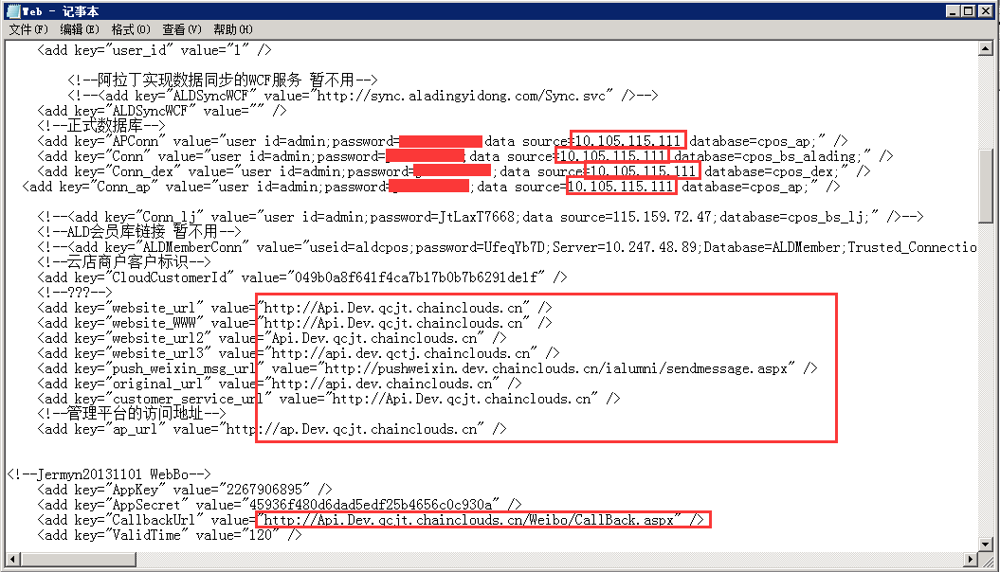 Web - 记事本
文件(F) 编辑(E) 格式(O) 查看(V) 帮助(H)
<add key="user_id" value="1" />
<!--阿拉丁实现数据同步的WCF服务 暂不用-->
<!--<add key="ALDSyncWCF" value="http://sync.aladingyidong.com/Sync.svc" />-->
<add key="ALDSyncWCF" value="" />
<!--正式数据库-->
<add key="APConn" value="user id=admin;password= data source=10.105.115.111 database=cpos_ap;" />
<add key="Conn" value="user id=admin;password= ;data source=10.105.115.111 database=cpos_bs_alading;" />
<add key="Conn_dex" value="user id=admin;password= ;data source=10.105.115.111 database=cpos_dex;" />
<add key="Conn_ap" value="user id=admin;password= ;data source=10.105.115.111 database=cpos_ap;" />
<!--<add key="Conn_lj" value="user id=admin;password=JtLaxT7668;data source=115.159.72.47;database=cpos_bs_lj;" />-->
<!--ALD会员库链接 暂不用-->
<!--<add key="ALDMemberConn" value="useid=aldcpos;password=UfeqYb7D;Server=10.247.48.89;Database=ALDMember;Trusted_Connectio
<!--云店商户客户标识-->
<add key="CloudCustomerId" value="049b0a8f641f4ca7b17b0b7b6291de1f" />
<!--???-->
<add key="website_url" value="http://Api.Dev.qcjt.chainclouds.cn" />
<add key="website_WWW" value="http://Api.Dev.qcjt.chainclouds.cn" />
<add key="website_url2" value="Api.Dev.qcjt.chainclouds.cn" />
<add key="website_url3" value="http://api.dev.qctj.chainclouds.cn" />
<add key="push_weixin_msg_url" value="http://pushweixin.dev.chainclouds.cn/ialumni/sendmessage.aspx" />
<add key="original_url" value="http://api.dev.chainclouds.cn" />
<add key="customer_service_url" value="http://Api.Dev.qcjt.chainclouds.cn" />
<!--管理平台的访问地址-->
<add key="ap_url" value="http://ap.Dev.qcjt.chainclouds.cn" />
<!--Jermyn20131101 WebBo-->
<add key="AppKey" value="2267906895" />
<add key="AppSecret" value="45936f480d6dad5edf25b4656c0c930a" />
<add key="CallbackUrl" value="http://Api.Dev.qcjt.chainclouds.cn/Weibo/CallBack.aspx" />
<add key="ValidTime" value="120" />